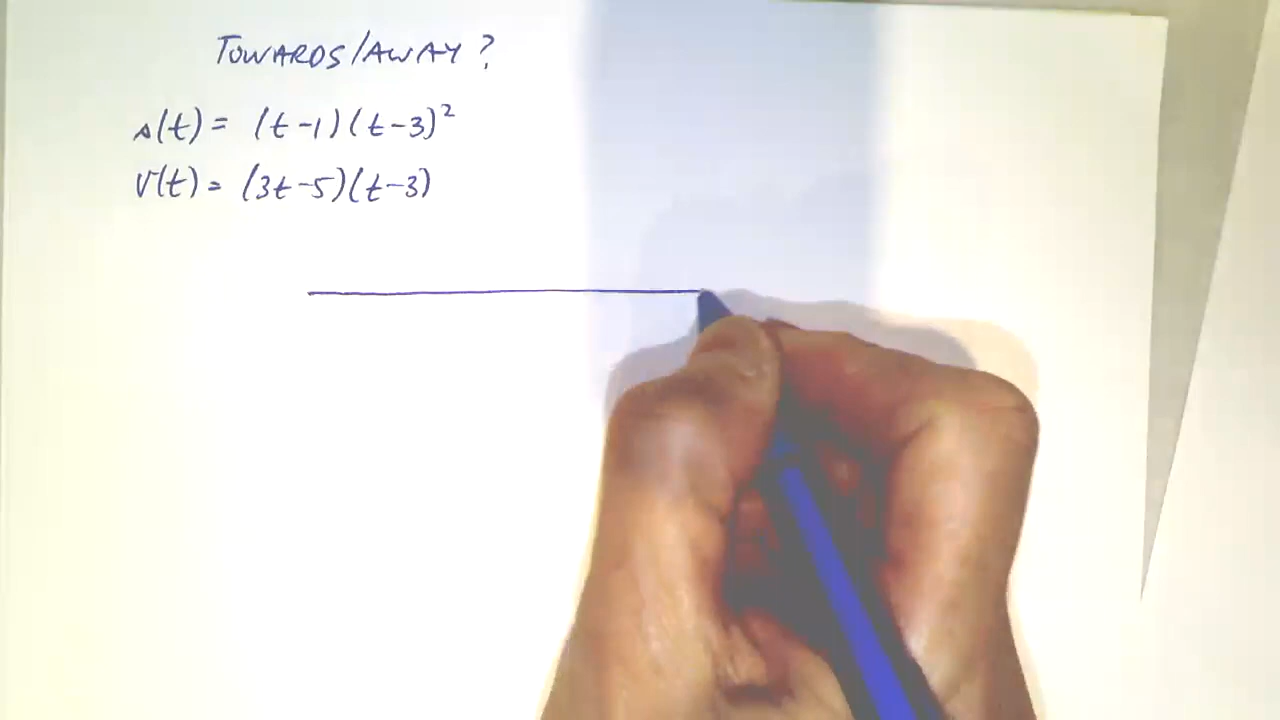 TOWARDS/AWAY?
s(t) = (t-1)(t-3)²
v(t) = (3t-5)(t-3)